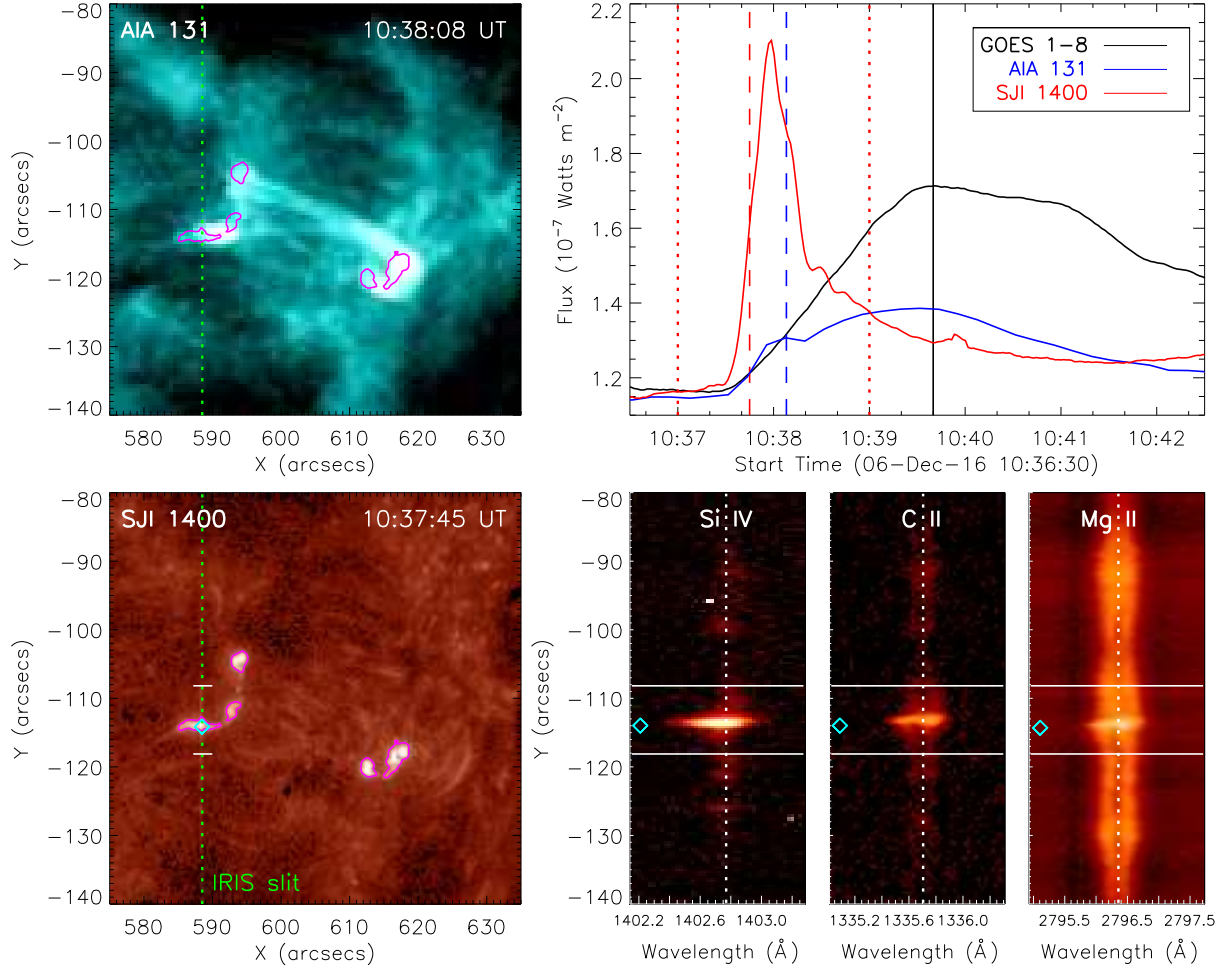 AIA 131 10:38:08 UT
−80
−90
−100
−110
−120
−130
−140
Y (arcsecs)
580 590 600 610 620 630
X (arcsecs)
GOES 1−8
AIA 131
SJI 1400
2.2
2.0
1.8
1.6
1.4
1.2
Flux (10⁻⁷ Watts m⁻²)
10:37 10:38 10:39 10:40 10:41 10:42
Start Time (06−Dec−16 10:36:30)
SJI 1400 10:37:45 UT
−80
−90
−100
−110
−120
−130
−140
Y (arcsecs)
IRIS slit
580 590 600 610 620 630
X (arcsecs)
Si IV
C II
Mg II
−80
−90
−100
−110
−120
−130
−140
Y (arcsecs)
1402.2 1402.6 1403.0
Wavelength (Å)
1335.2 1335.6 1336.0
Wavelength (Å)
2795.5 2796.5 2797.5
Wavelength (Å)